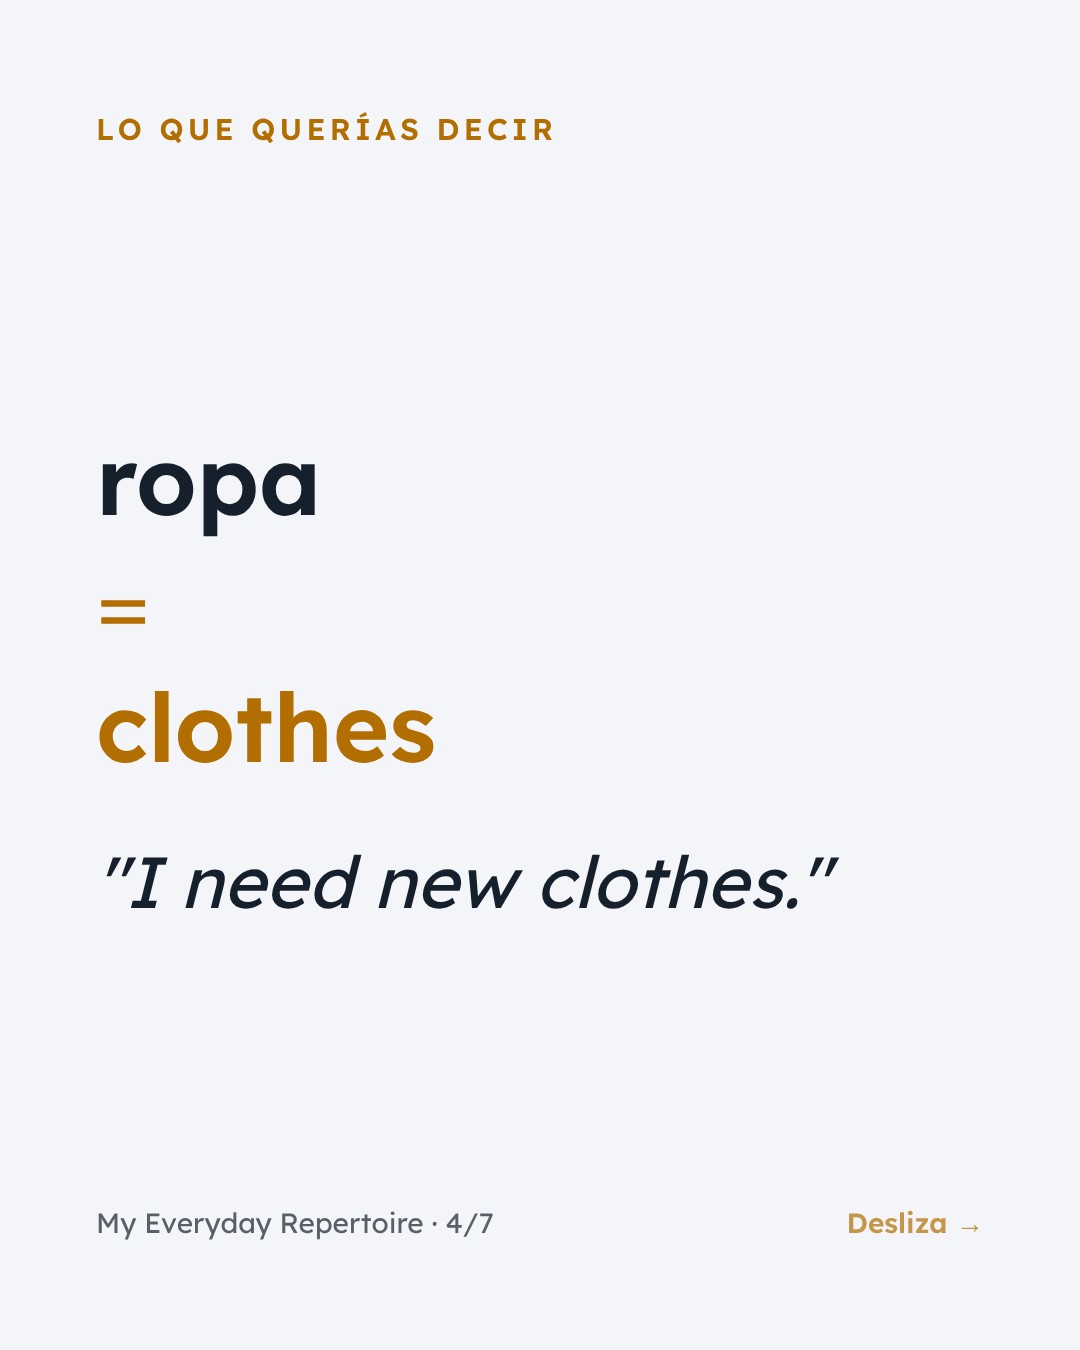 LO QUE QUERÍAS DECIR
ropa
=
clothes
"I need new clothes."
My Everyday Repertoire · 4/7
Desliza →